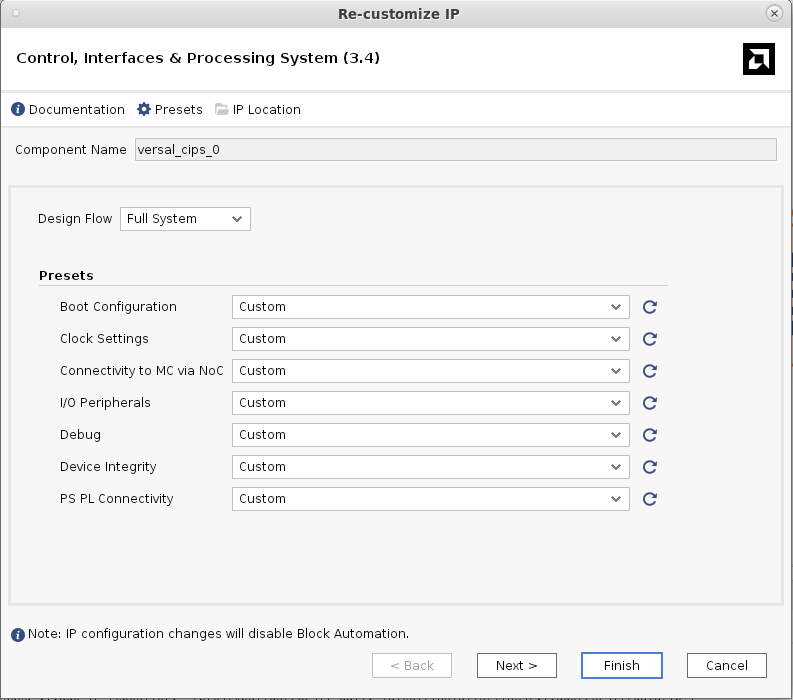 Re-customize IP
Control, Interfaces & Processing System (3.4)
Documentation Presets IP Location
Component Name versal_cips_0
Design Flow Full System
Presets
Boot Configuration Custom
Clock Settings Custom
Connectivity to MC via NoC Custom
I/O Peripherals Custom
Debug Custom
Device Integrity Custom
PS PL Connectivity Custom
Note: IP configuration changes will disable Block Automation.
< Back Next > Finish Cancel